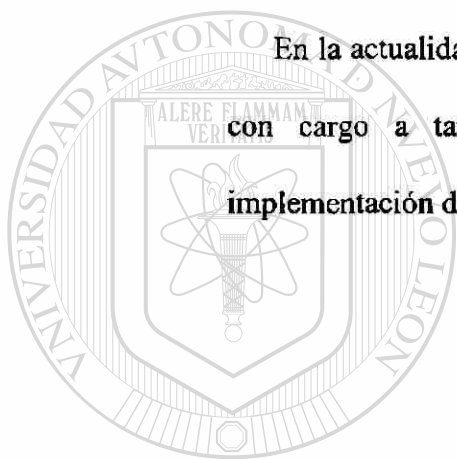 En la actualida
con cargo a ta
implementación d
UNIVERSIDAD AUTONOMA DE NUEVO LEON
ALERE FLAMMAM
VERITATIS